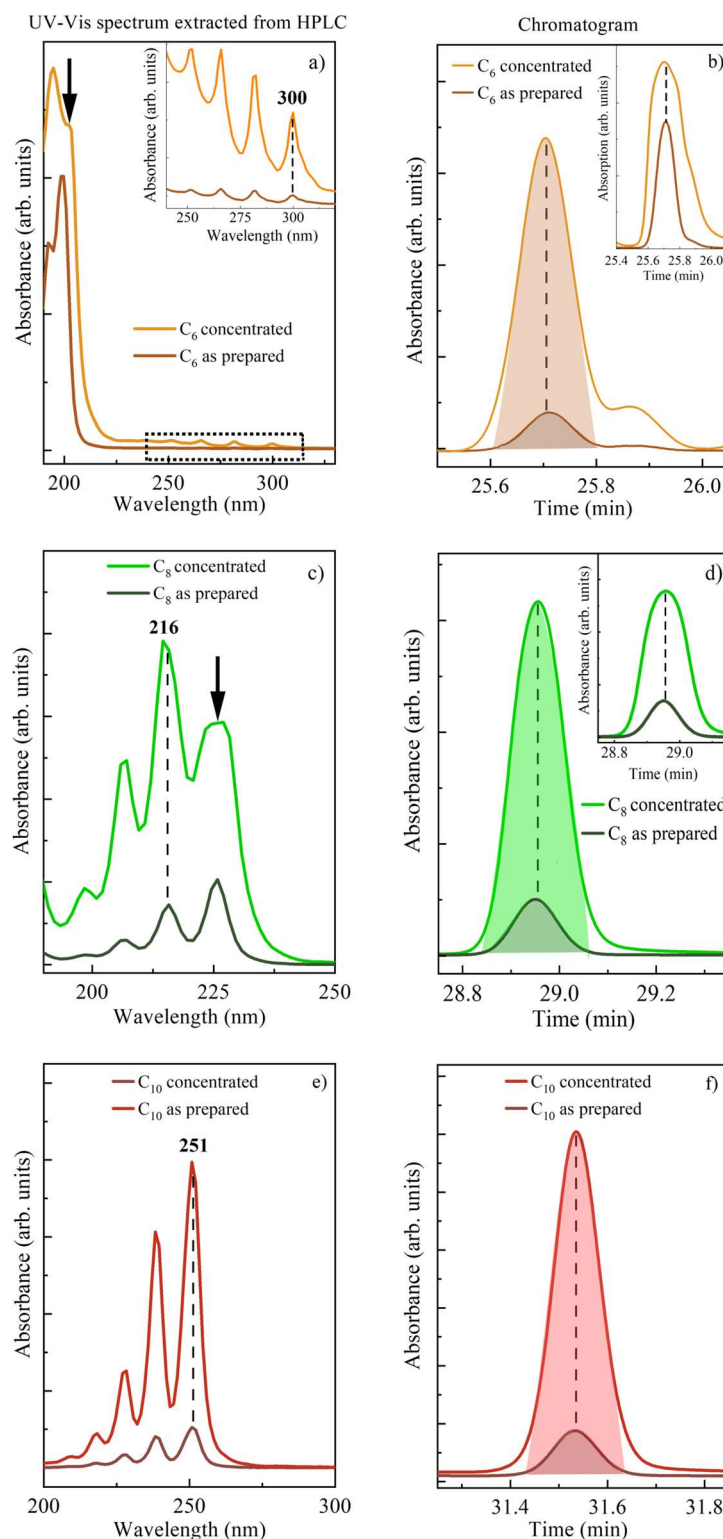 UV-Vis spectrum extracted from HPLC
Chromatogram
a)
C₆ concentrated
C₆ as prepared
300
Absorbance (arb. units)
250 275 300
Wavelength (nm)
Absorbance (arb. units)
C₆ concentrated
C₆ as prepared
200 250 300
Wavelength (nm)
b)
C₆ concentrated
C₆ as prepared
Absorption (arb. units)
25.4 25.6 25.8 26.0
Time (min)
Absorbance (arb. units)
25.6 25.8 26.0
Time (min)
c)
C₈ concentrated
C₈ as prepared
216
Absorbance (arb. units)
200 225 250
Wavelength (nm)
d)
Absorbance (arb. units)
28.8 29.0
Time (min)
C₈ concentrated
C₈ as prepared
Absorbance (arb. units)
28.8 29.0 29.2
Time (min)
e)
C₁₀ concentrated
C₁₀ as prepared
251
Absorbance (arb. units)
200 250 300
Wavelength (nm)
f)
C₁₀ concentrated
C₁₀ as prepared
Absorbance (arb. units)
31.4 31.6 31.8
Time (min)